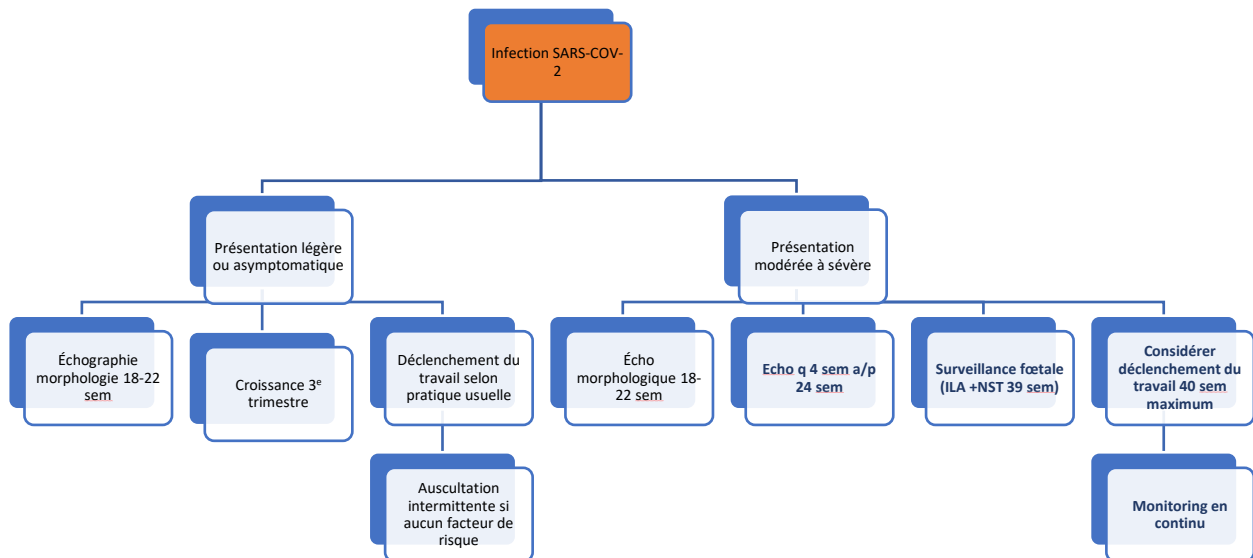 Infection SARS-COV-
2
Présentation légère
ou asymptomatique
Présentation
modérée à sévère
Échographie
morphologie 18-22
sem
Croissance 3e
trimestre
Déclenchement du
travail selon
pratique usuelle
Écho
morphologique 18-
22 sem
Echo q 4 sem a/p
24 sem
Surveillance fœtale
(ILA +NST 39 sem)
Considérer
déclenchement du
travail 40 sem
maximum
Auscultation
intermittente si
aucun facteur de
risque
Monitoring en
continu